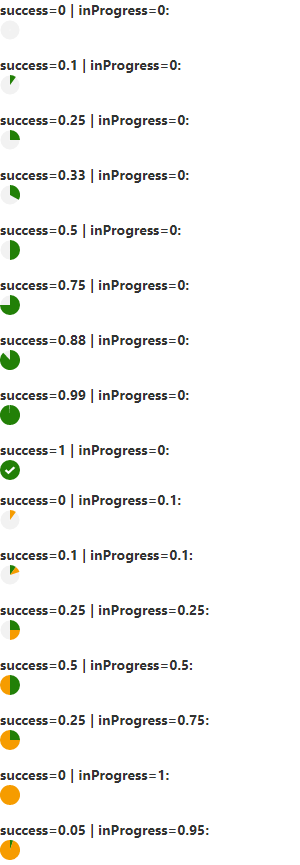 success=0 | inProgress=0:
success=0.1 | inProgress=0:
success=0.25 | inProgress=0:
success=0.33 | inProgress=0:
success=0.5 | inProgress=0:
success=0.75 | inProgress=0:
success=0.88 | inProgress=0:
success=0.99 | inProgress=0:
success=1 | inProgress=0:
success=0 | inProgress=0.1:
success=0.1 | inProgress=0.1:
success=0.25 | inProgress=0.25:
success=0.5 | inProgress=0.5:
success=0.25 | inProgress=0.75:
success=0 | inProgress=1:
success=0.05 | inProgress=0.95: